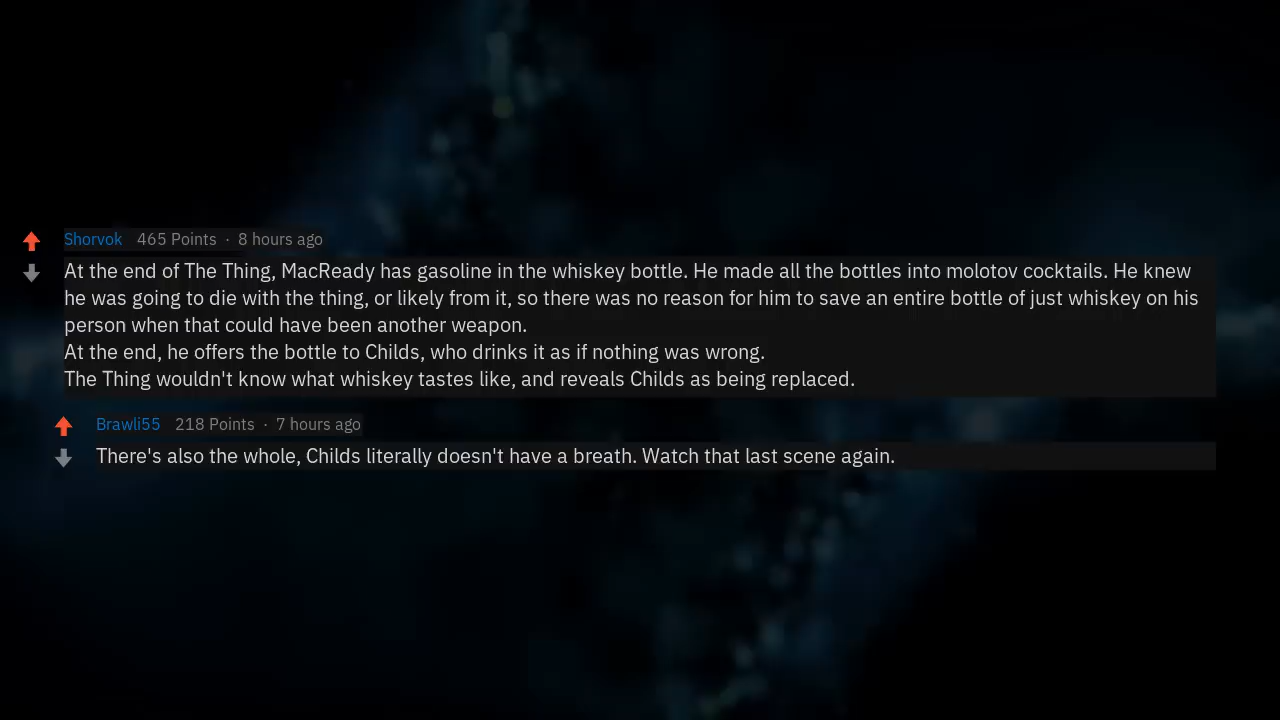 Shorvok 465 Points · 8 hours ago
At the end of The Thing, MacReady has gasoline in the whiskey bottle. He made all the bottles into molotov cocktails. He knew
he was going to die with the thing, or likely from it, so there was no reason for him to save an entire bottle of just whiskey on his
person when that could have been another weapon.
At the end, he offers the bottle to Childs, who drinks it as if nothing was wrong.
The Thing wouldn't know what whiskey tastes like, and reveals Childs as being replaced.
Brawli55 218 Points · 7 hours ago
There's also the whole, Childs literally doesn't have a breath. Watch that last scene again.